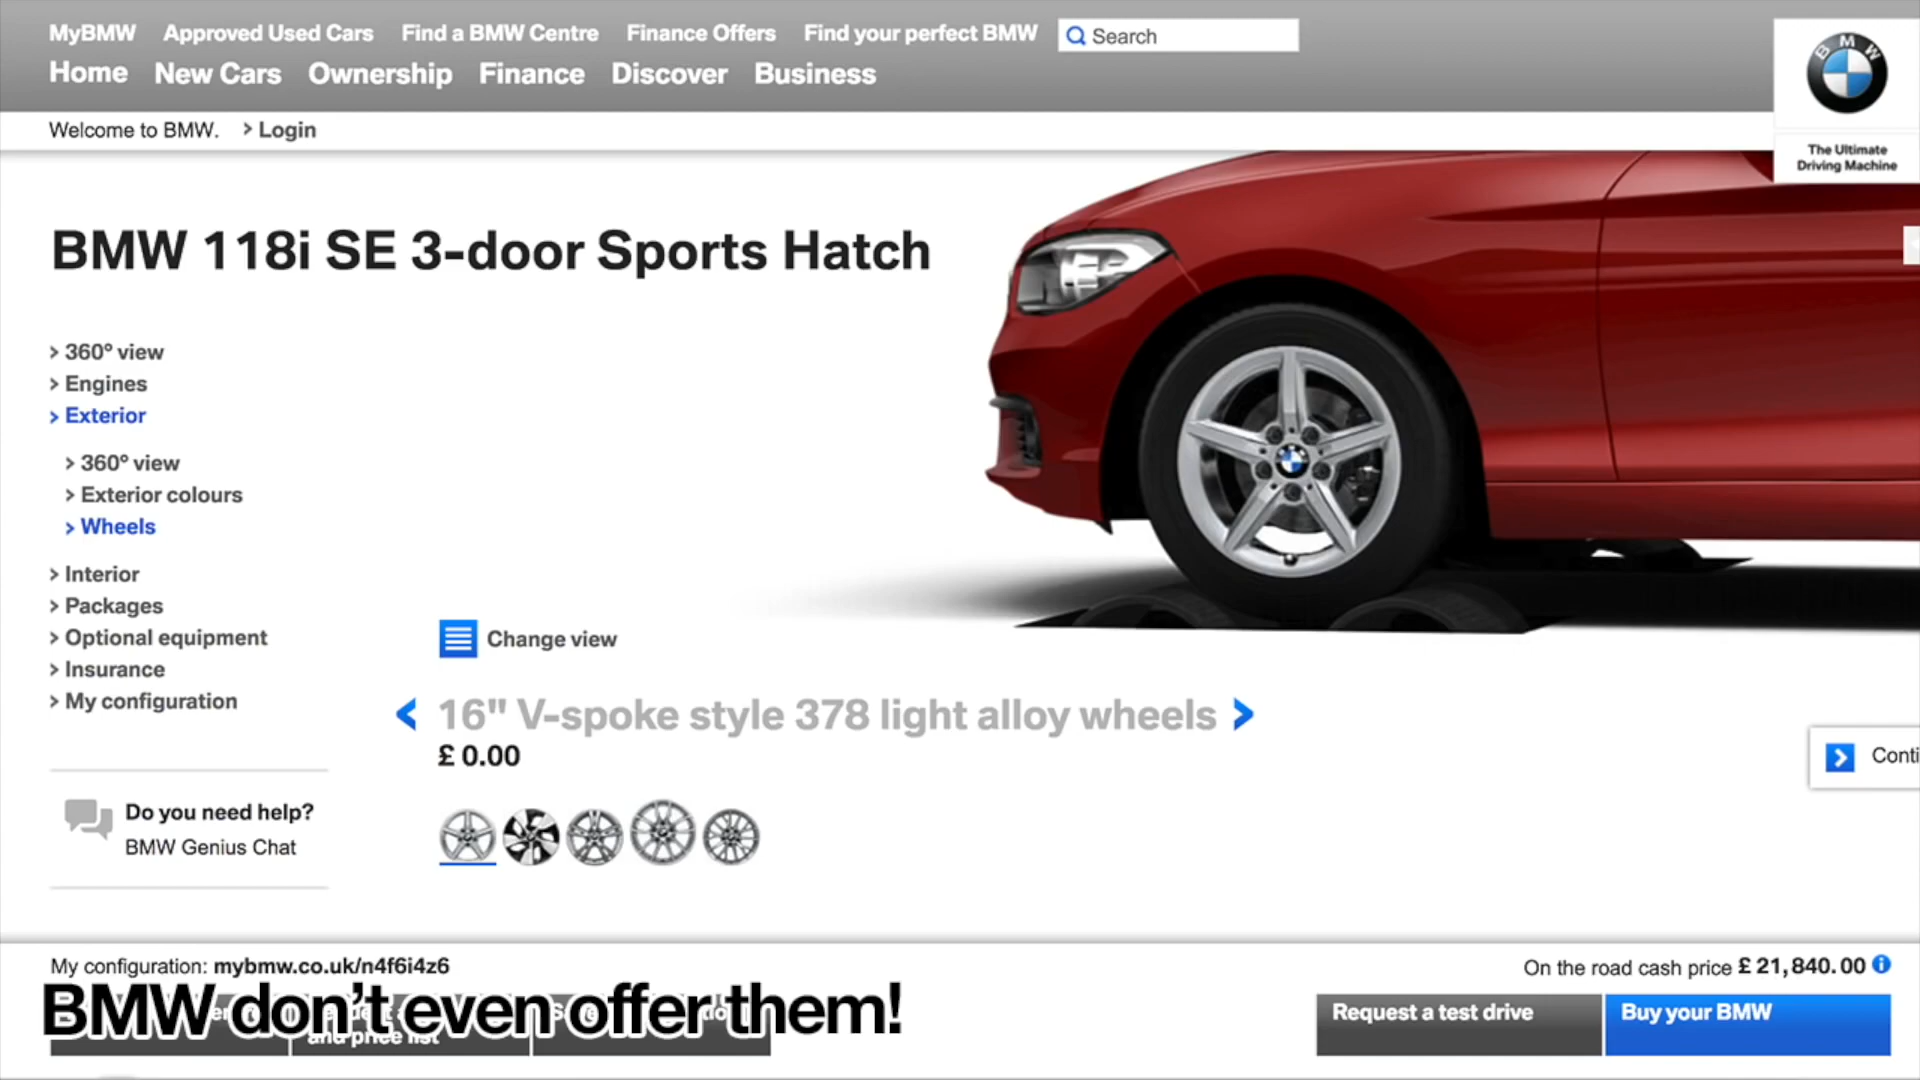 MyBMW Approved Used Cars Find a BMW Centre Finance Offers Find your perfect BMW Search
Home New Cars Ownership Finance Discover Business
BMW
Welcome to BMW. > Login
The Ultimate
Driving Machine
BMW 118i SE 3-door Sports Hatch
> 360° view
> Engines
> Exterior
> 360° view
> Exterior colours
> Wheels
> Interior
> Packages
> Optional equipment
> Insurance
> My configuration
Change view
16" V-spoke style 378 light alloy wheels
£ 0.00
Conti
Do you need help?
BMW Genius Chat
My configuration: mybmw.co.uk/n4f6i4z6
On the road cash price £ 21,840.00
BMW don't even offer them!
and price list
Request a test drive
Buy your BMW